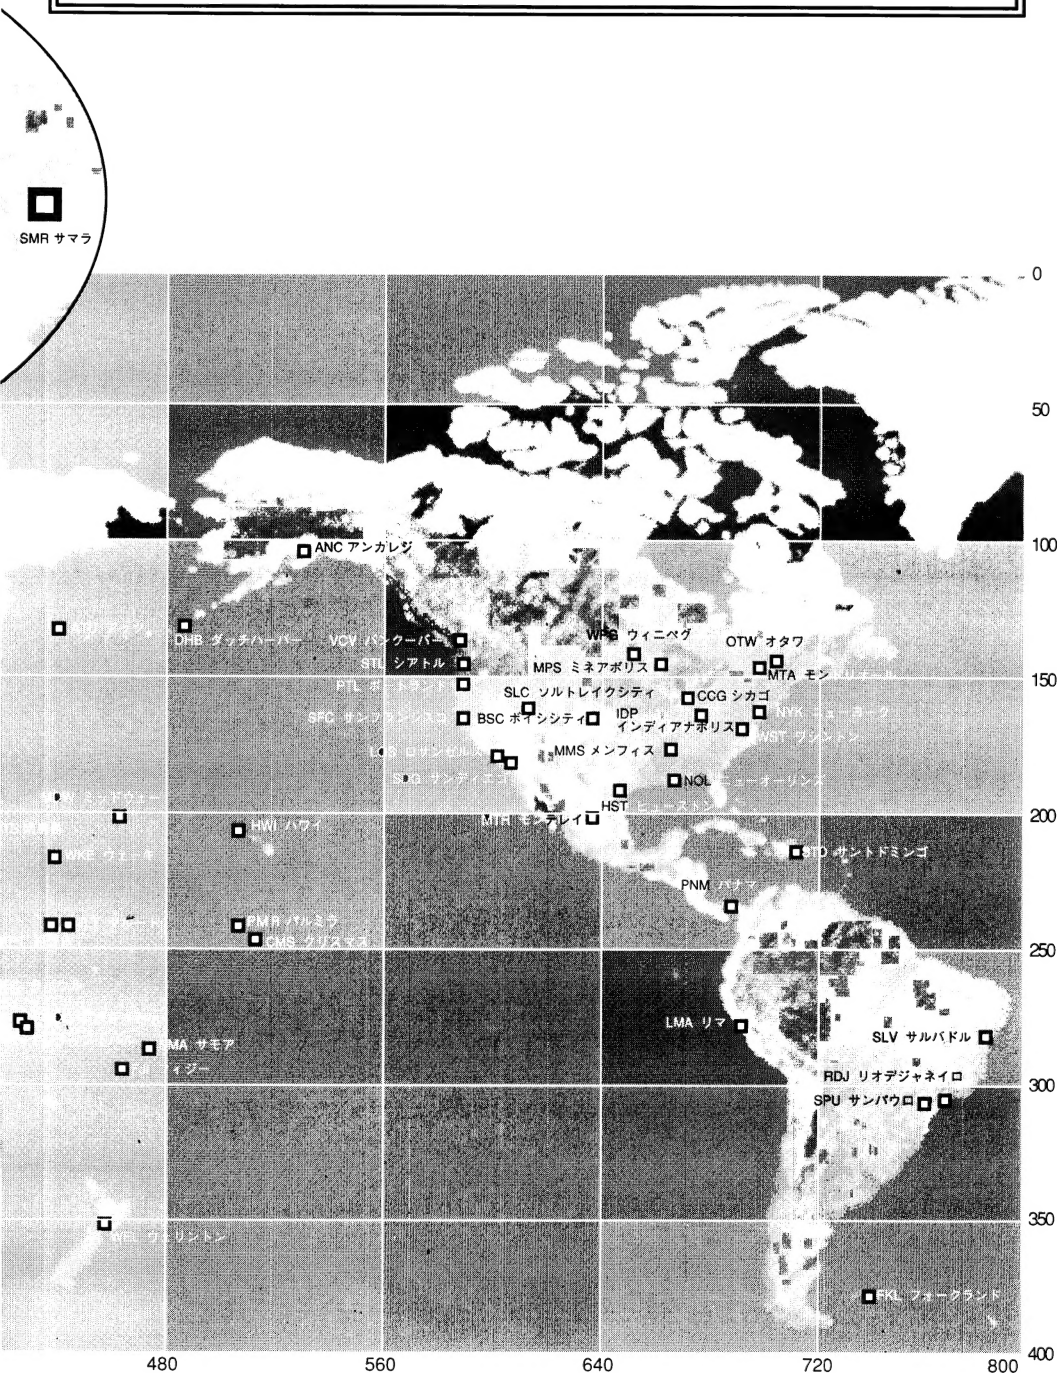 SMR サマラ
0
50
ANC アンカレジ
100
DHB ダッチハーバー
VCV バンクーバー
WPG ウィニペグ
OTW オタワ
STL シアトル
MPS ミネアポリス
MTA モン
150
SLC ソルトレイクシティ
CCG シカゴ
BSC ボイシシティ
IDP
インディアナポリス
NYK ニューヨーク
WST ワシントン
MMS メンフィス
NOL ニューオーリンズ
HST ヒューストン
MTR モンテレイ
200
HWI ハワイ
WKE ウェーキ
STD サントドミンゴ
PNM パナマ
PMR パルミラ
CMS クリスマス
250
LMA リマ
SLV サルバドル
MA サモア
ィジー
RDJ リオデジャネイロ
300
SPU サンパウロ
350
WEL ウェリントン
FKL フォークランド
400
480
560
640
720
800